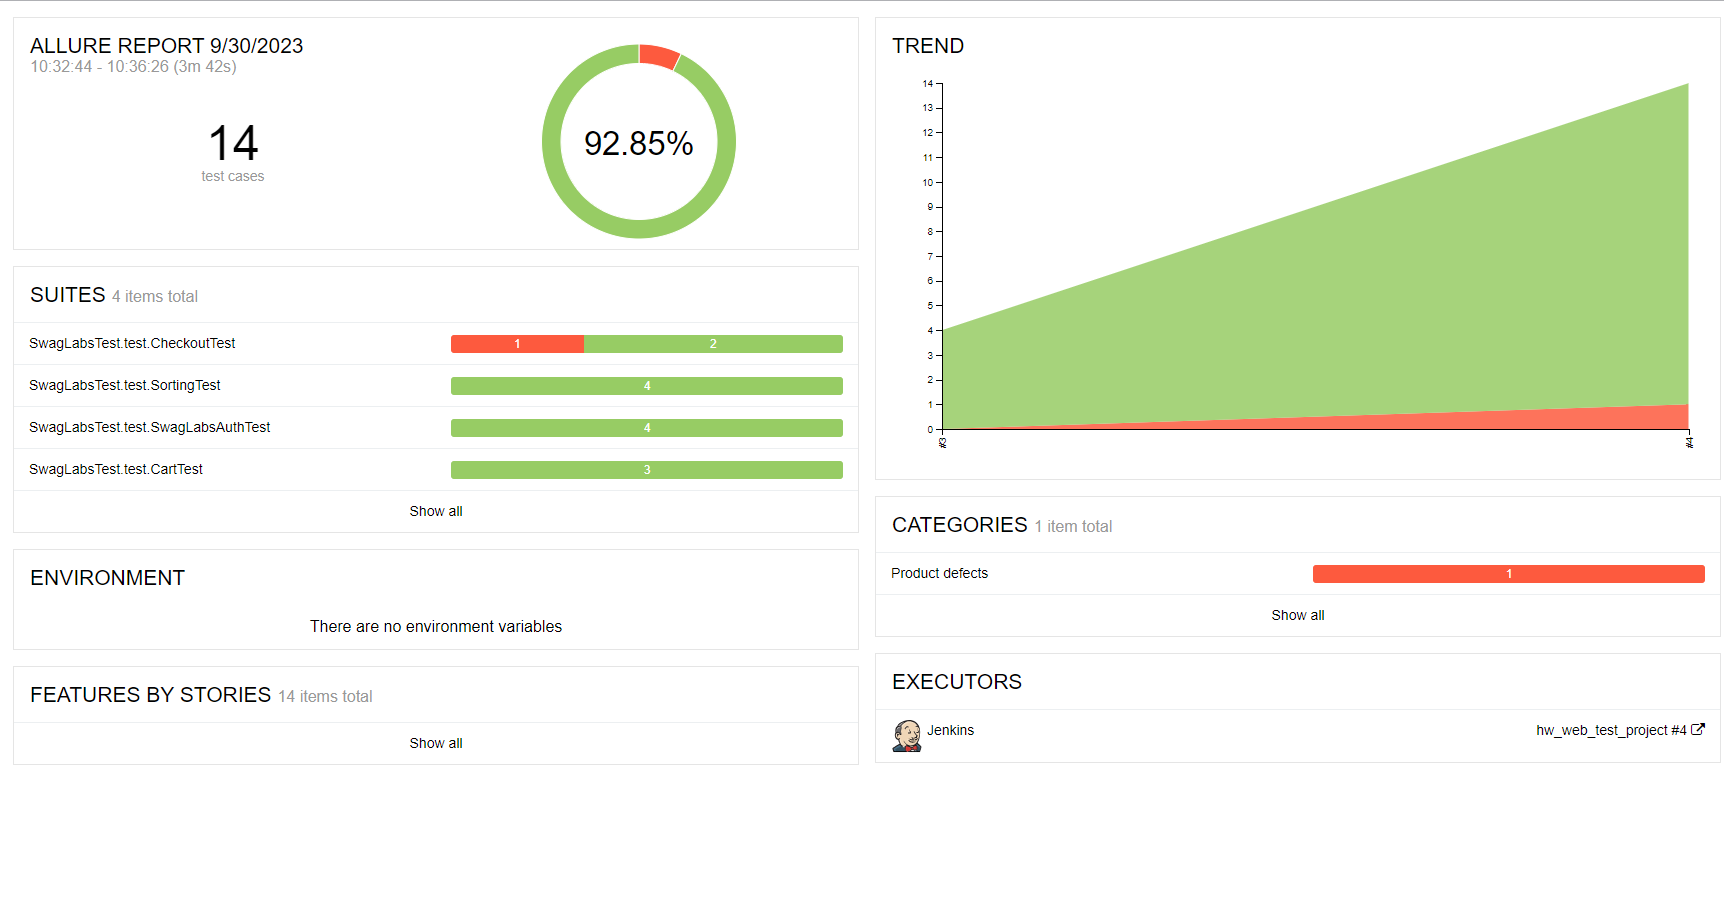 ALLURE REPORT 9/30/2023
10:32:44 - 10:36:26 (3m 42s)
14
test cases
92.85%
SUITES 4 items total
SwagLabsTest.test.CheckoutTest 1 2
SwagLabsTest.test.SortingTest 4
SwagLabsTest.test.SwagLabsAuthTest 4
SwagLabsTest.test.CartTest 3
Show all
ENVIRONMENT
There are no environment variables
FEATURES BY STORIES 14 items total
Show all
TREND
14
13
12
11
10
9
8
7
6
5
4
3
2
1
0
#3 #4
CATEGORIES 1 item total
Product defects 1
Show all
EXECUTORS
Jenkins hw_web_test_project #4